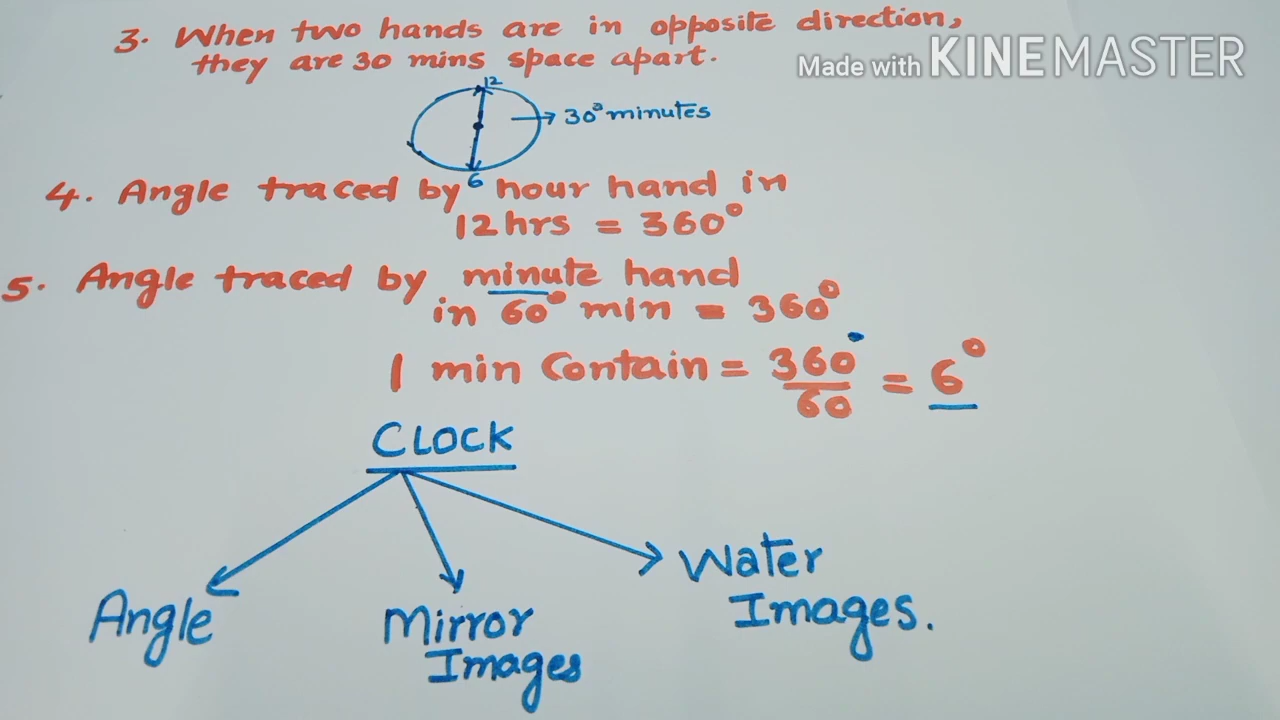 3. When two hands are in opposite direction,
they are 30 mins space apart.
Made with KINEMASTER
12
30° minutes
6
4. Angle traced by hour hand in
12 hrs = 360°
5. Angle traced by minute hand
in 60° min = 360°
1 min contain = 360°/60 = 6°
CLOCK
Angle
Mirror
Images
Water
Images.